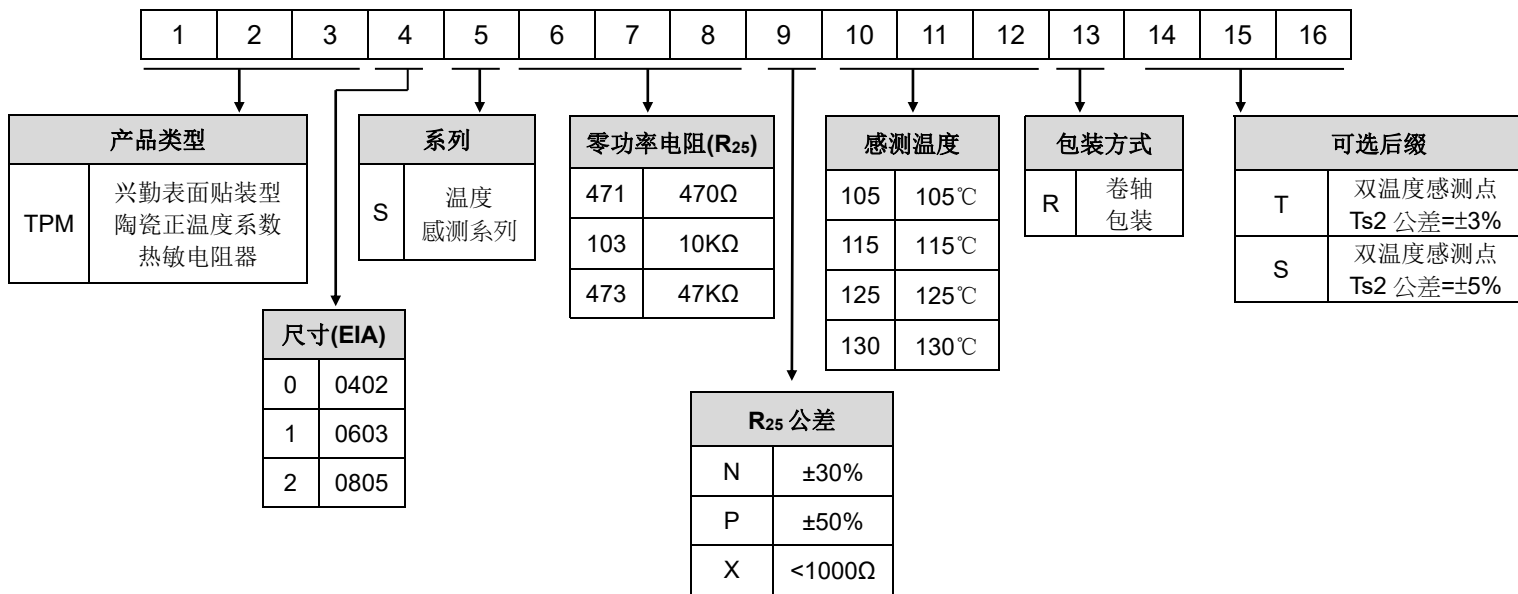 1 2 3 4 5 6 7 8 9 10 11 12 13 14 15 16
产品类型
TPM
兴勤表面贴装型
陶瓷正温度系数
热敏电阻器
尺寸(EIA)
0 0402
1 0603
2 0805
系列
S
温度
感测系列
零功率电阻(R25)
471 470Ω
103 10KΩ
473 47KΩ
R25 公差
N ±30%
P ±50%
X <1000Ω
感测温度
105 105℃
115 115℃
125 125℃
130 130℃
包装方式
R
卷轴
包装
可选后缀
T
双温度感测点
Ts2 公差=±3%
S
双温度感测点
Ts2 公差=±5%